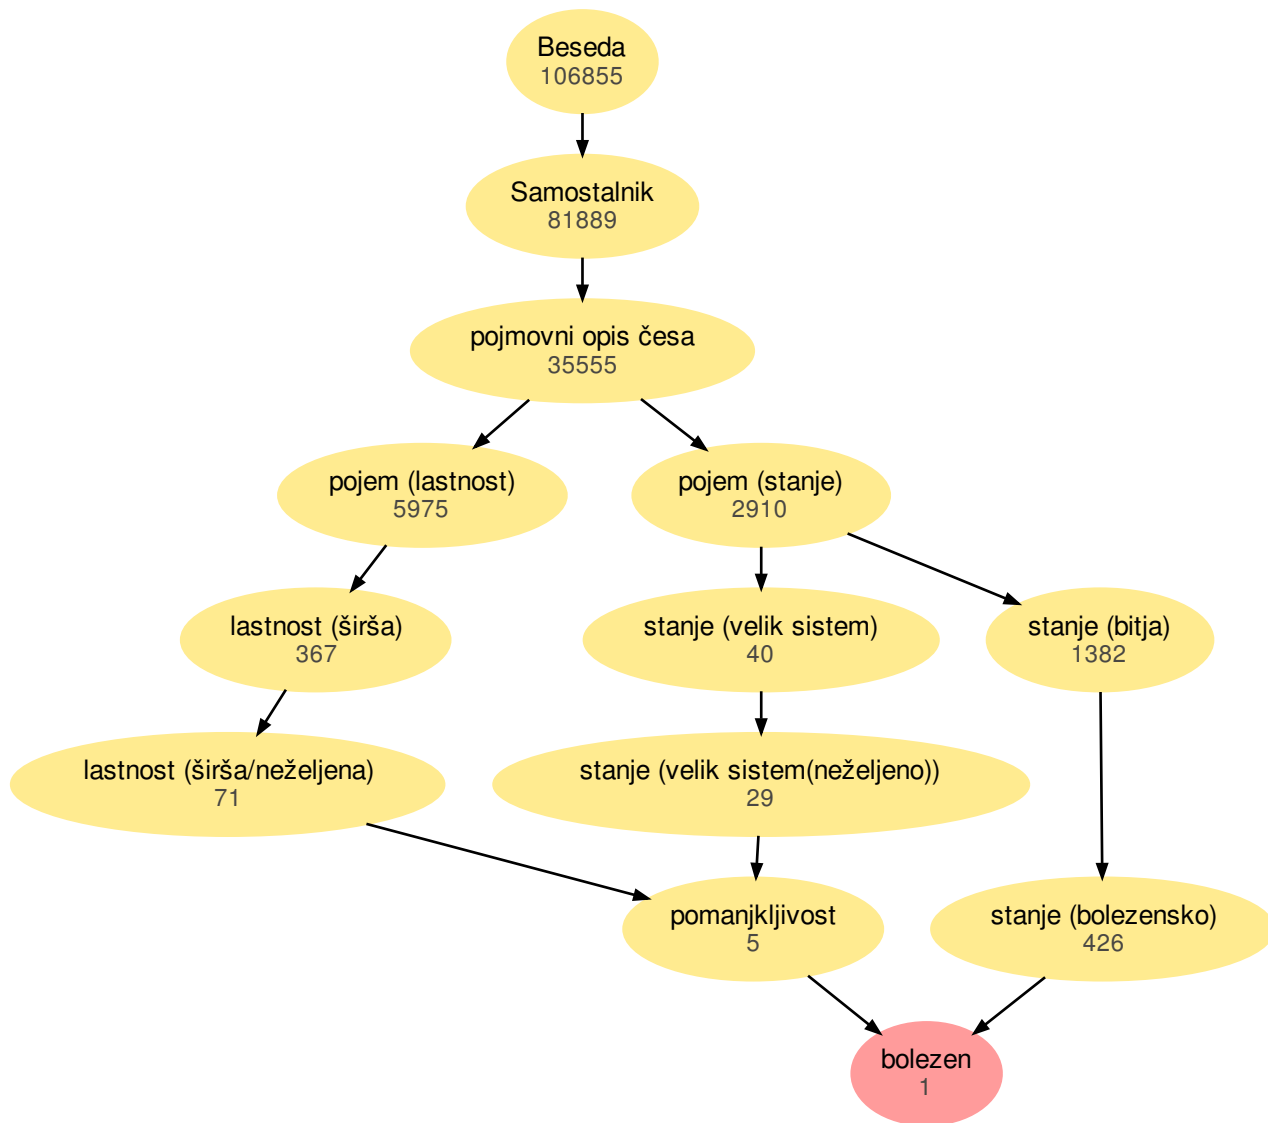 Beseda
106855
Samostalnik
81889
pojmovni opis česa
35555
pojem (lastnost)
5975
pojem (stanje)
2910
lastnost (širša)
367
stanje (velik sistem)
40
stanje (bitja)
1382
lastnost (širša/neželjena)
71
stanje (velik sistem(neželjeno))
29
pomanjkljivost
5
stanje (bolezensko)
426
bolezen
1